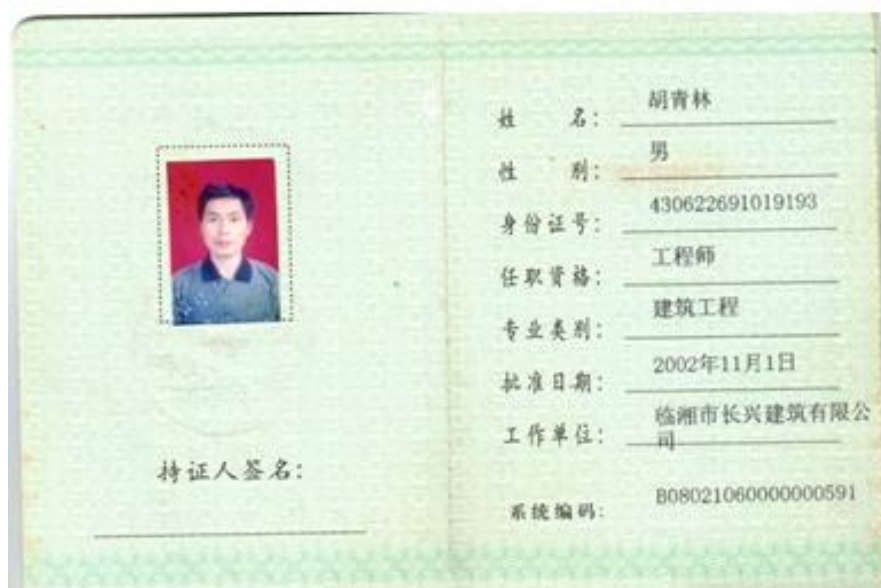 持证人签名：
姓 名： 胡青林
性 别： 男
身份证号： 430622691019193
任职资格： 工程师
专业类别： 建筑工程
批准日期： 2002年11月1日
工作单位： 临湘市长兴建筑有限公
司
系统编码： B08021060000000591